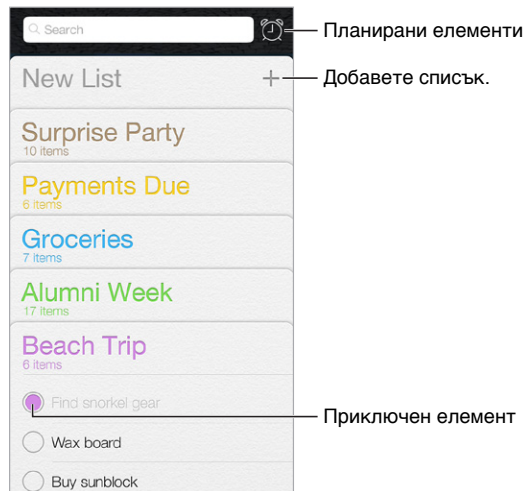 Search
Планирани елементи
New List
Добавете списък.
Surprise Party
10 items
Payments Due
6 items
Groceries
7 items
Alumni Week
17 items
Beach Trip
6 items
Find snorkel gear
Приключен елемент
Wax board
Buy sunblock